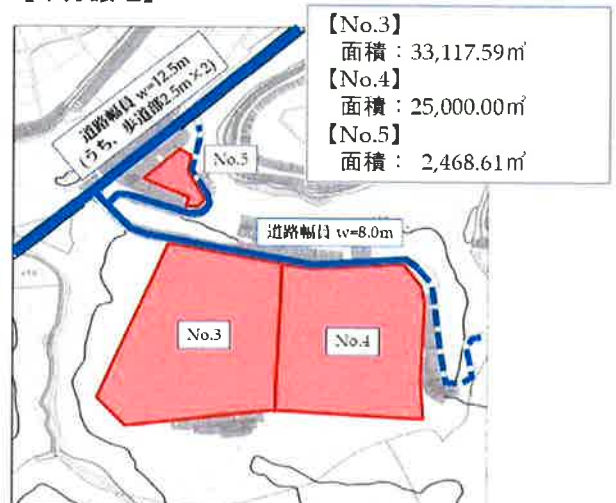 【No.3】
面積：33,117.59㎡
【No.4】
面積：25,000.00㎡
【No.5】
面積： 2,468.61㎡
道路幅員 w=12.5m
(うち、歩道部2.5m×2)
No.5
道路幅員 w=8.0m
No.3
No.4